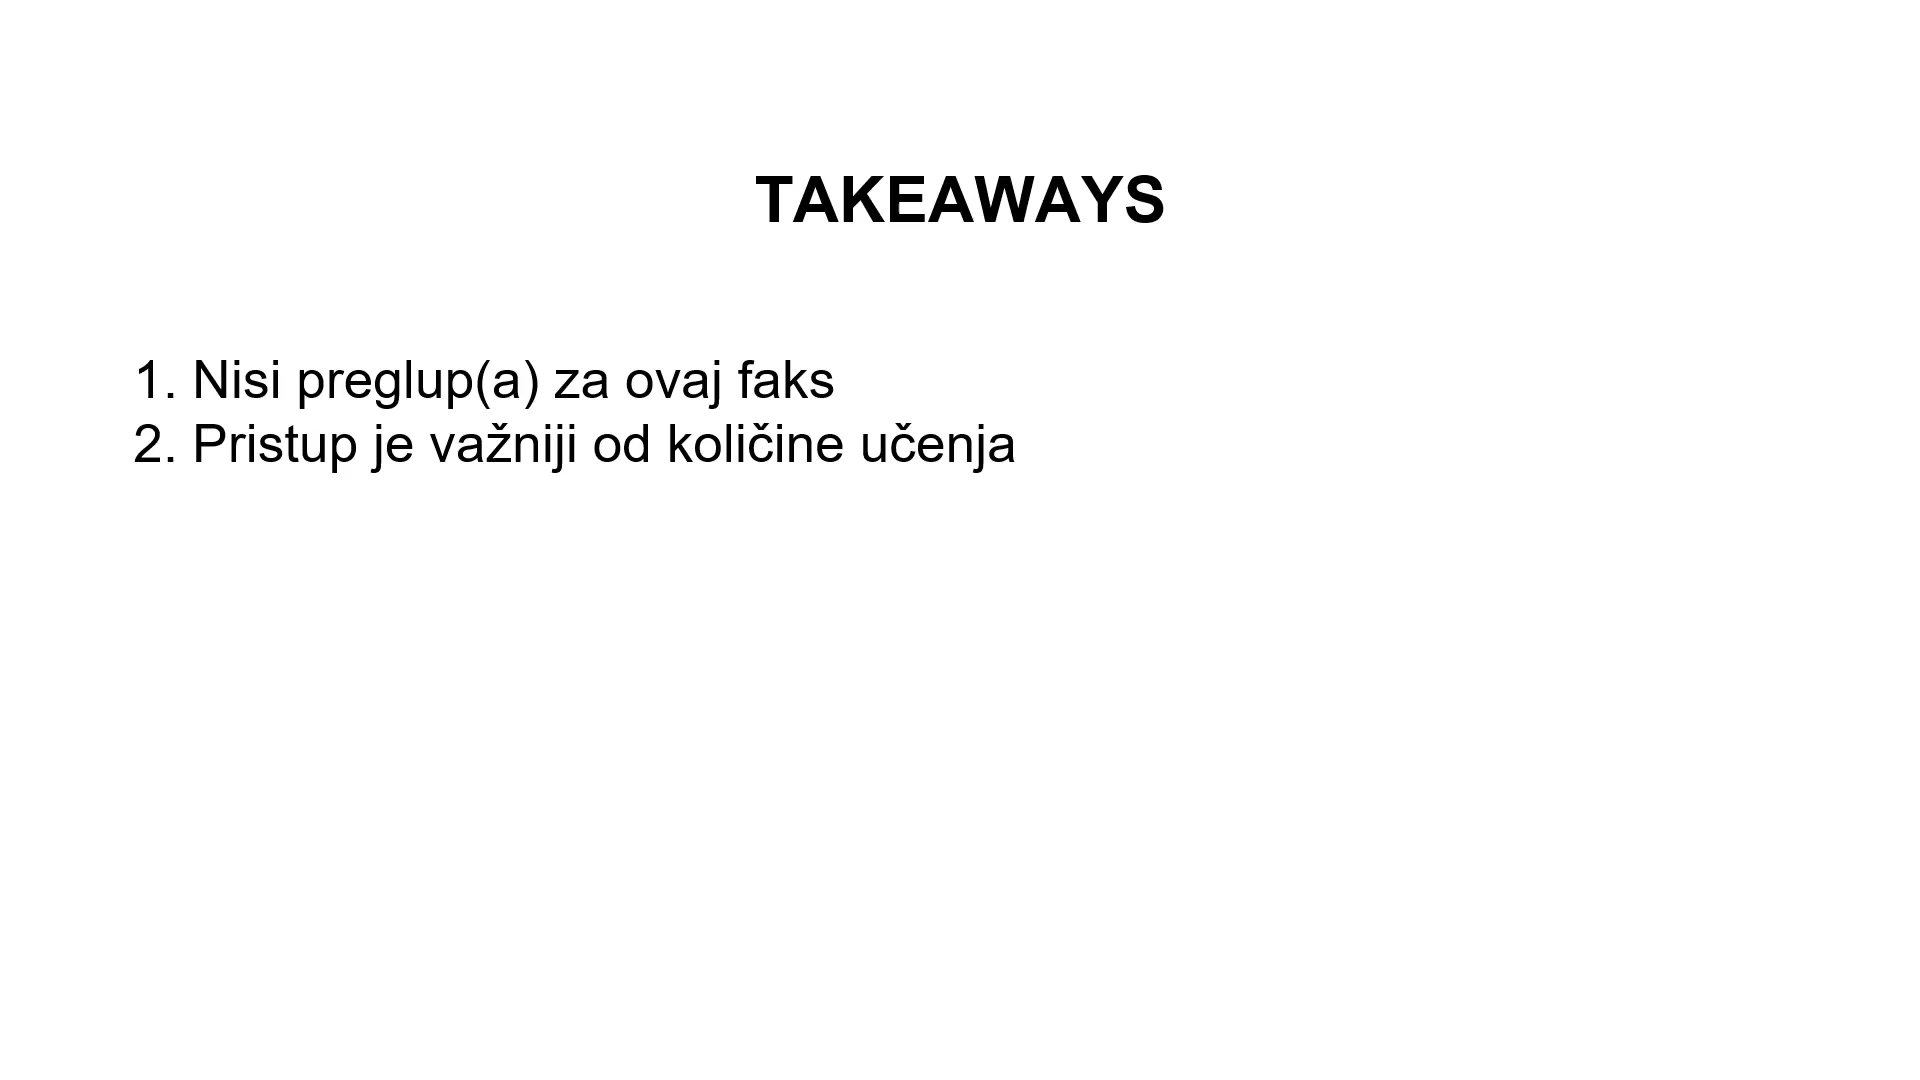 TAKEAWAYS
1. Nisi preglup(a) za ovaj faks
2. Pristup je važniji od količine učenja